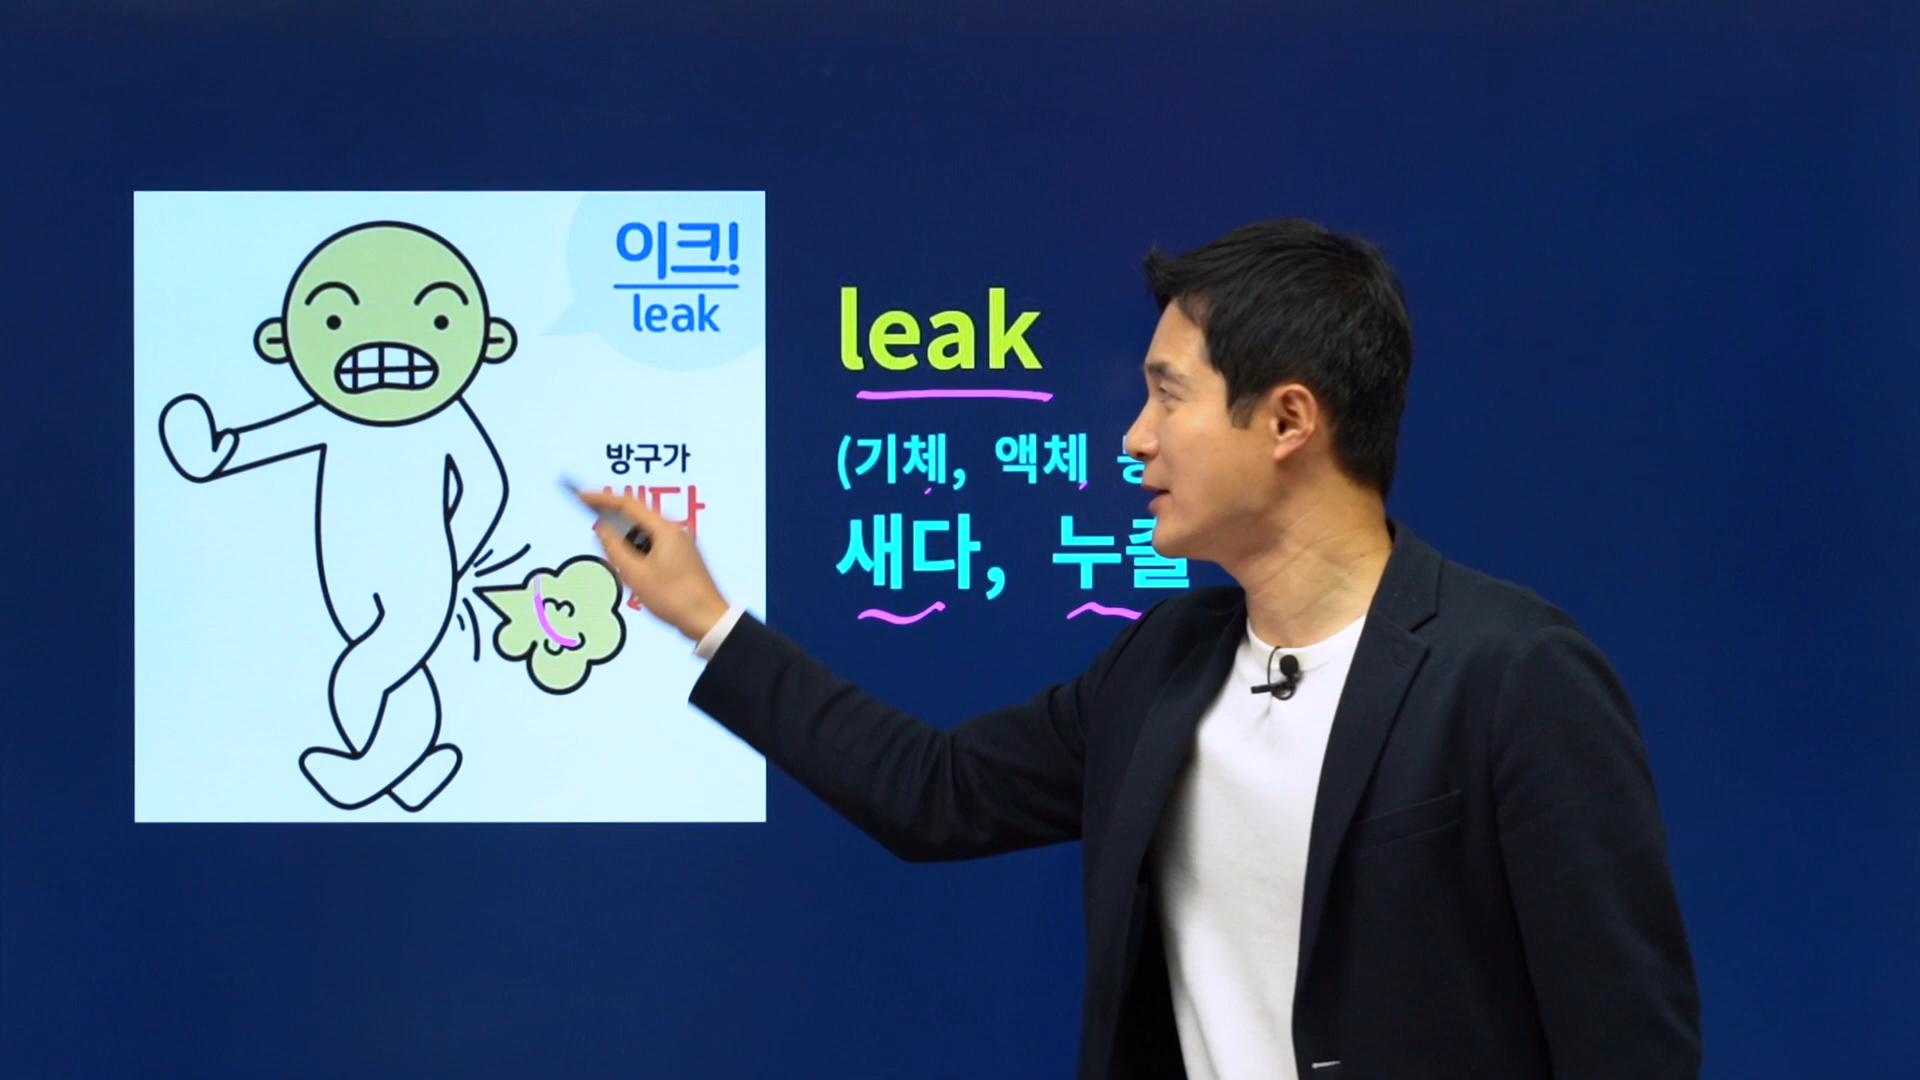 이크!
leak
방구가
leak
(기체, 액체
새다, 누출